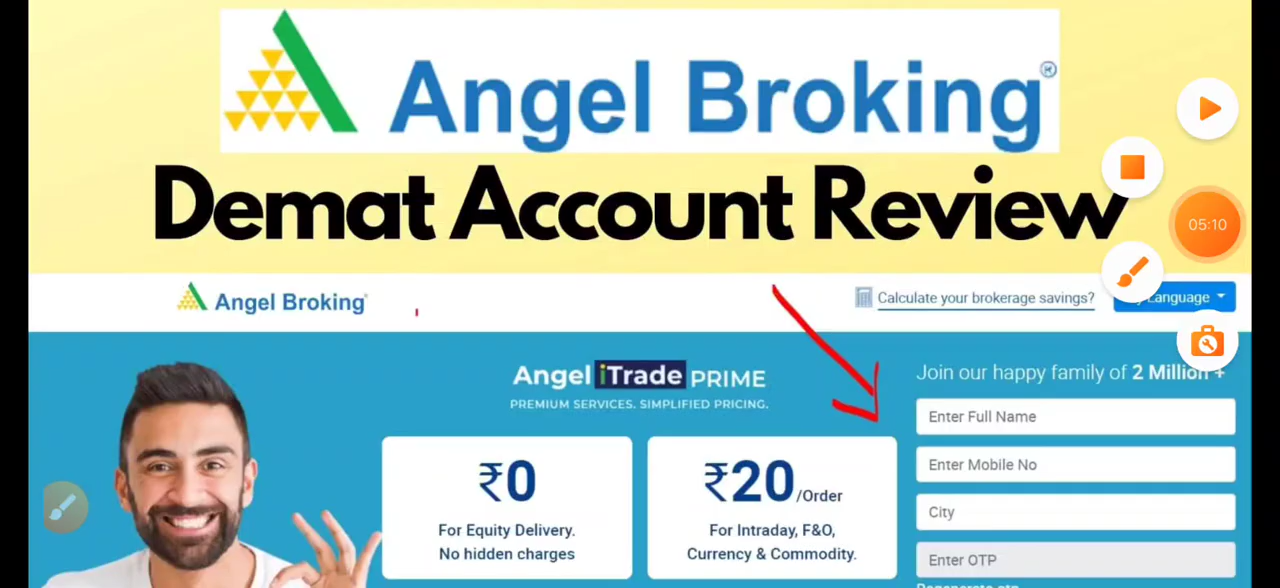 Angel Broking®
Demat Account Review
05:10
Angel Broking
Calculate your brokerage savings?
Language
Angel iTrade PRIME
PREMIUM SERVICES. SIMPLIFIED PRICING.
Join our happy family of 2 Million +
₹0
For Equity Delivery.
No hidden charges
₹20/Order
For Intraday, F&O,
Currency & Commodity.
Enter Full Name
Enter Mobile No
City
Enter OTP